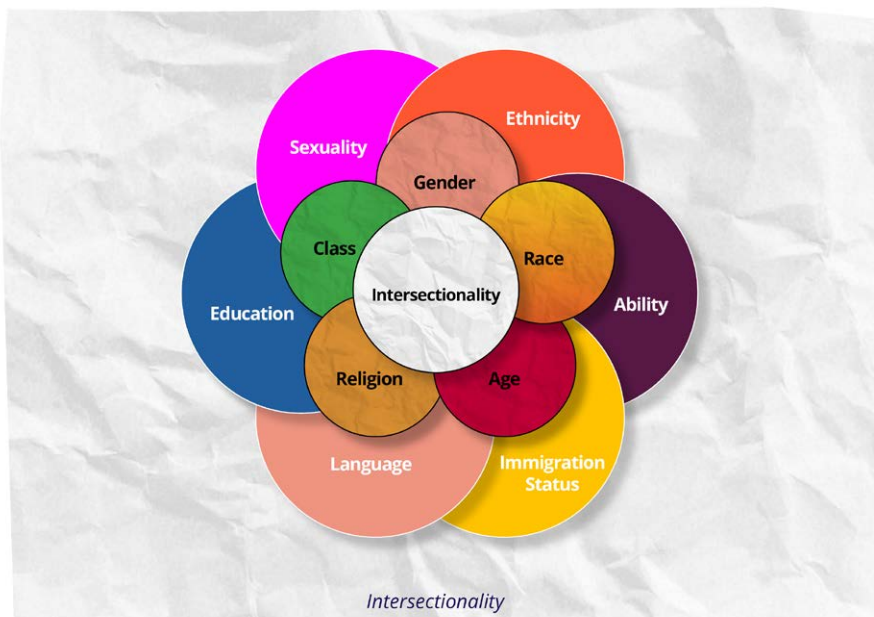 Sexuality
Ethnicity
Gender
Class
Race
Intersectionality
Education
Ability
Religion
Age
Language
Immigration
Status
Intersectionality